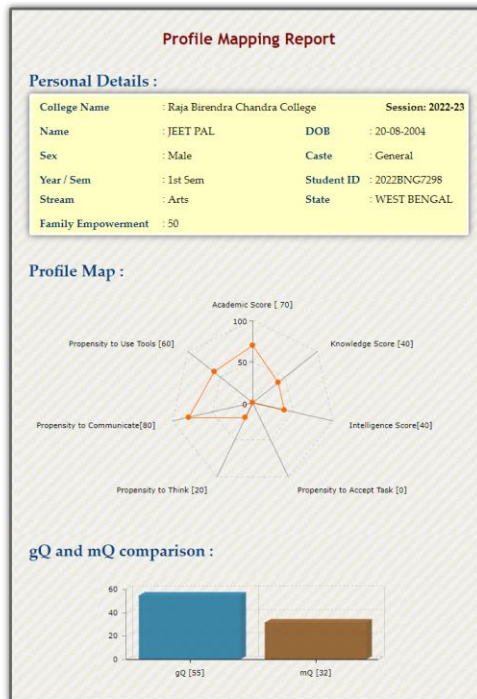 Profile Mapping Report
Personal Details :
College Name : Raja Birendra Chandra College Session: 2022-23
Name : JEET PAL DOB : 20-08-2004
Sex : Male Caste : General
Year / Sem : 1st Sem Student ID : 2022BNG7298
Stream : Arts State : WEST BENGAL
Family Empowerment : 50
Profile Map :
Academic Score [ 70]
100
Propensity to Use Tools [60] Knowledge Score [40]
50
0
Propensity to Communicate[80] Intelligence Score[40]
Propensity to Think [20] Propensity to Accept Task [0]
gQ and mQ comparison :
60
40
20
0
gQ [55] mQ [32]